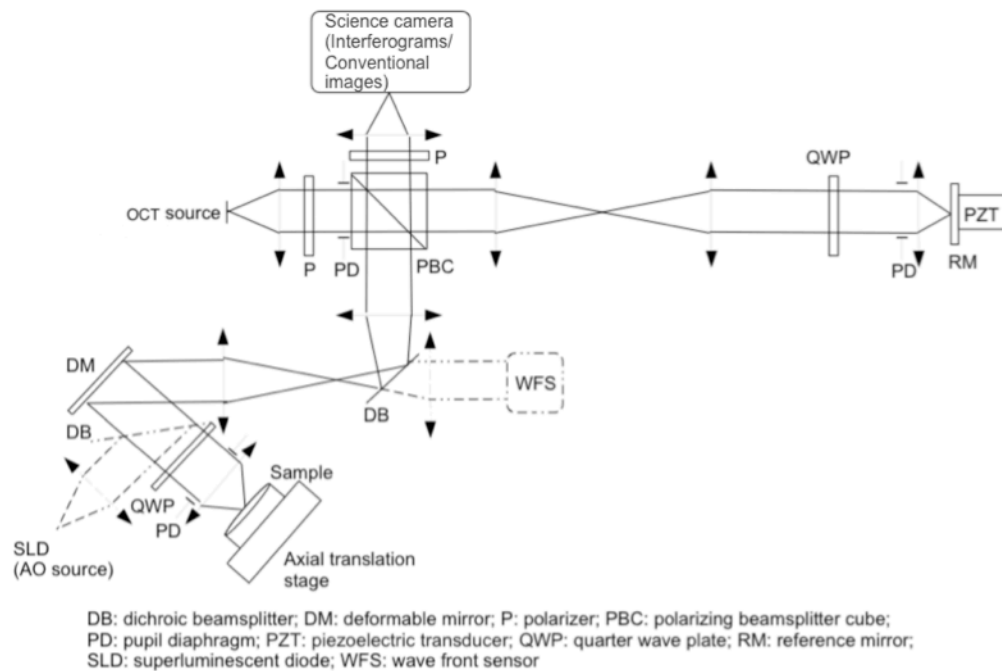 Science camera
(Interferograms/
Conventional
images)
P
QWP
OCT source
PZT
P
PD
PBC
PD
RM
DM
WFS
DB
DB
Sample
QWP
PD
SLD
(AO source)
Axial translation
stage
DB: dichroic beamsplitter; DM: deformable mirror; P: polarizer; PBC: polarizing beamsplitter cube;
PD: pupil diaphragm; PZT: piezoelectric transducer; QWP: quarter wave plate; RM: reference mirror;
SLD: superluminescent diode; WFS: wave front sensor